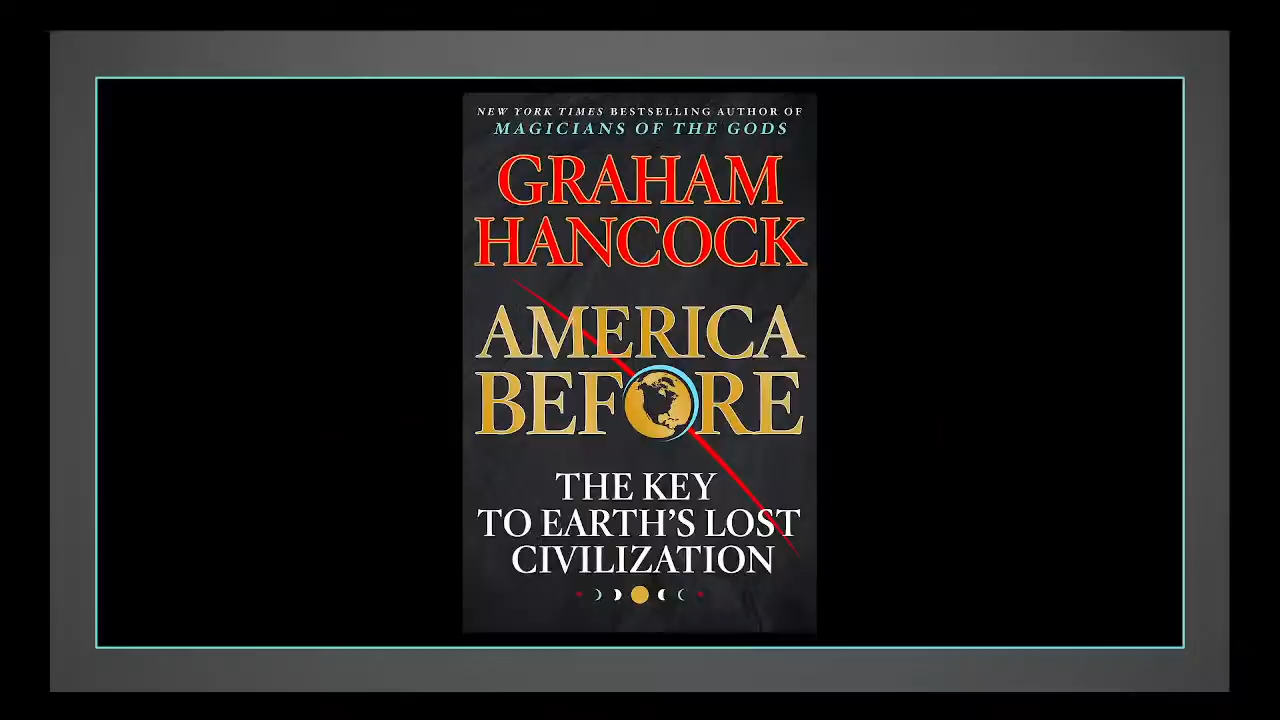 NEW YORK TIMES BESTSELLING AUTHOR OF
MAGICIANS OF THE GODS
GRAHAM
HANCOCK
AMERICA
BEFORE
THE KEY
TO EARTH'S LOST
CIVILIZATION